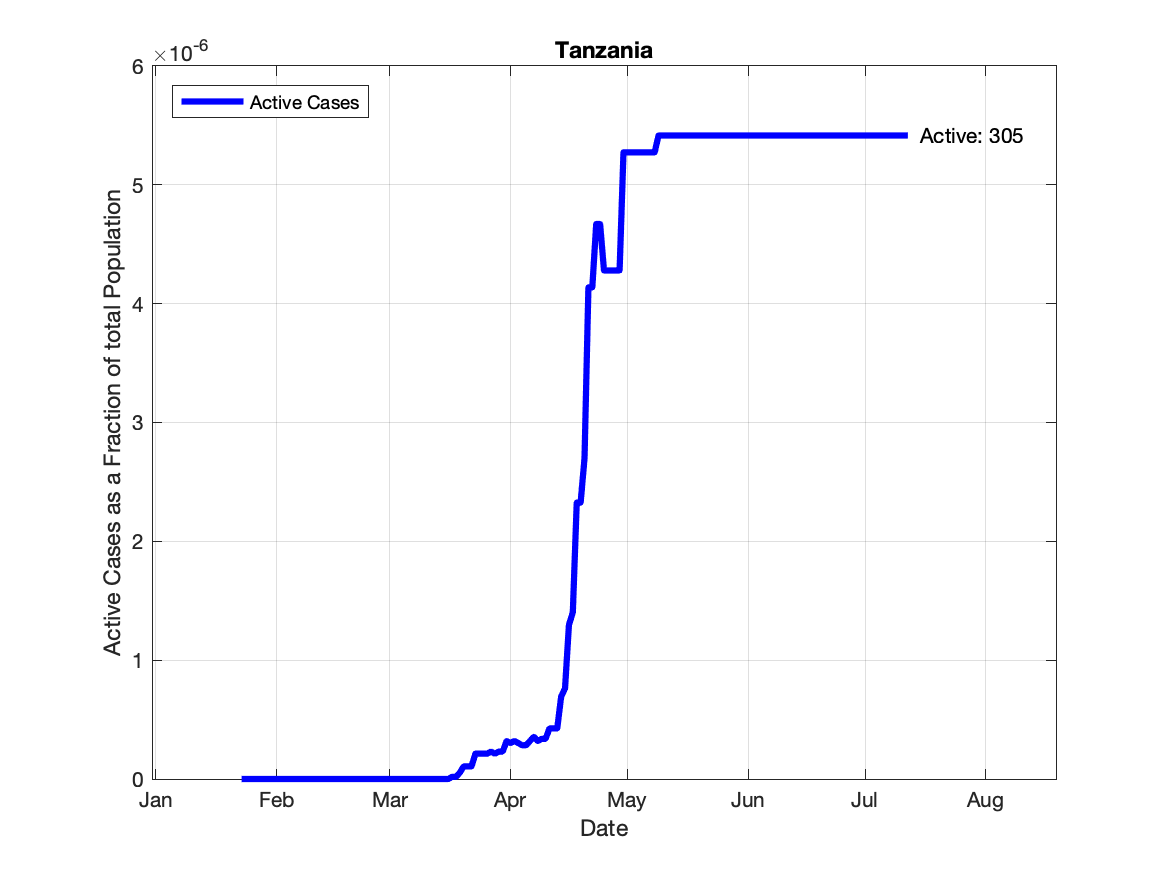 Tanzania
×10-6
Active Cases
Active: 305
6
5
4
3
2
1
0
Active Cases as a Fraction of total Population
Jan Feb Mar Apr May Jun Jul Aug
Date